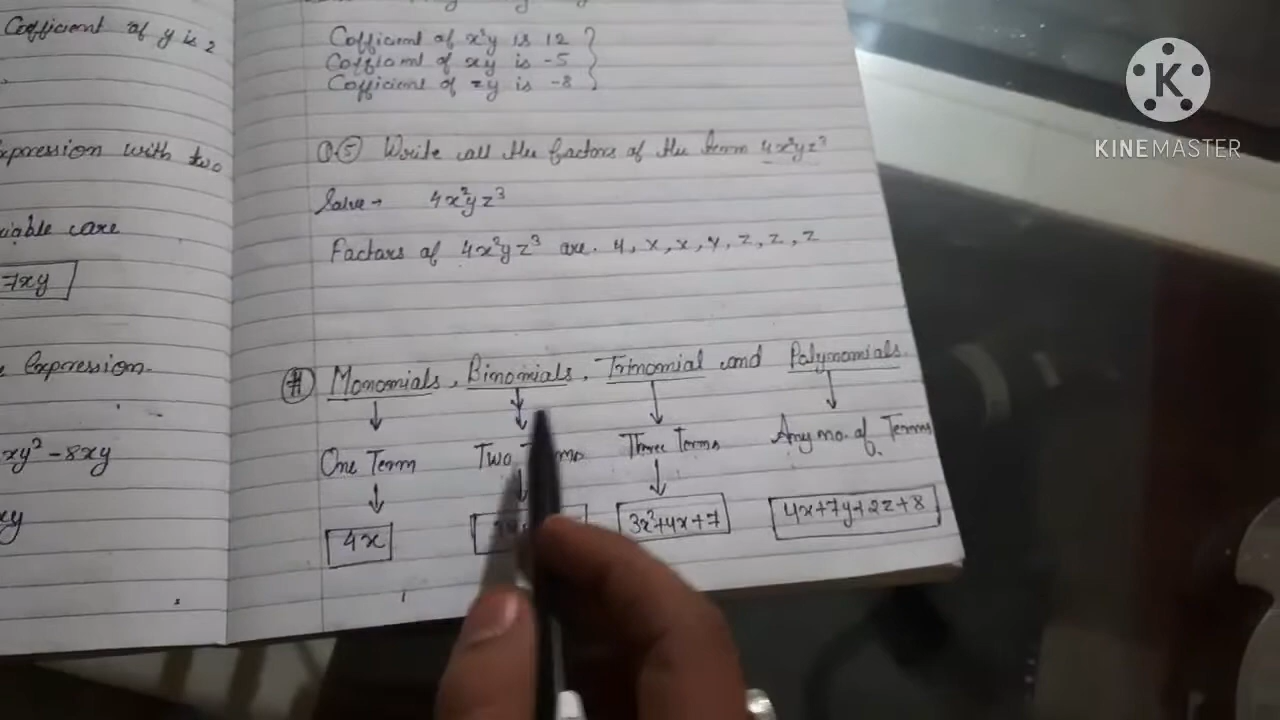 Cofficient of y is 2
expression with two
variable are
7xy
expression.
xy² - 8xy
xy
Cofficient of x²y is 12
Cofficient of xy is -5
Cofficient of zy is -8
Q.⑤ Write all the factors of the term 4x²yz³
Solve → 4x²yz³
Factors of 4x²yz³ are. 4, x, x, y, z, z, z
# Monomials, Binomials, Trinomial and Polynomials.
One Term Two Three Terms Any no. of Terms
4x 3x²+4x+7 4x+7y+2z+8
K
KINEMASTER